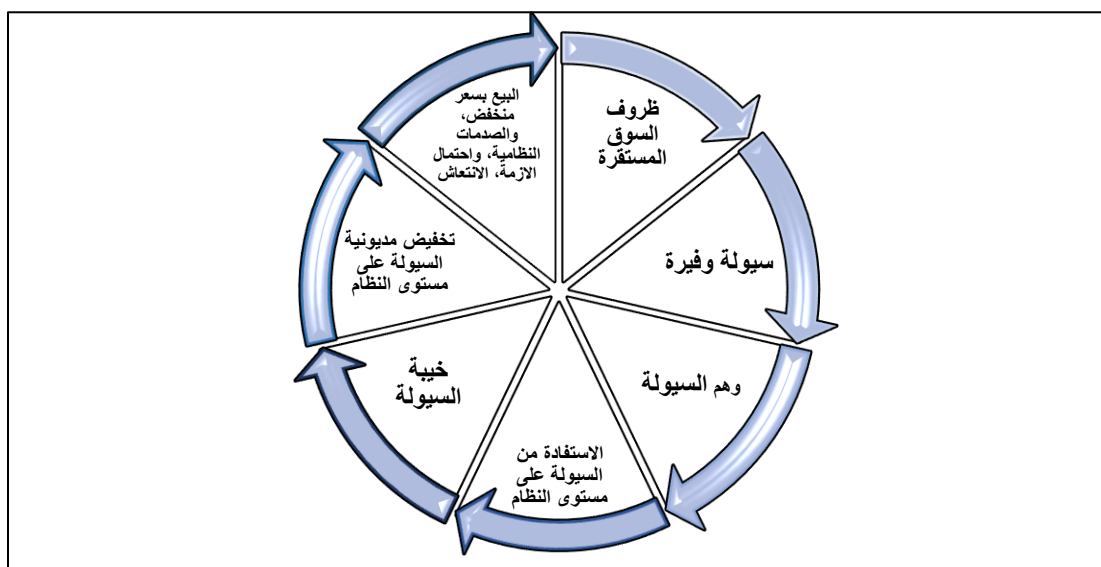 ظروف
السوق
المستقرة
سيولة وفيرة
وهم السيولة
الاستفادة من
السيولة على
مستوى النظام
خيبة
السيولة
تخفيض مديونية
السيولة على
مستوى النظام
البيع بسعر
منخفض،
والصدمات
النظامية، واحتمال
الازمة، الانتعاش